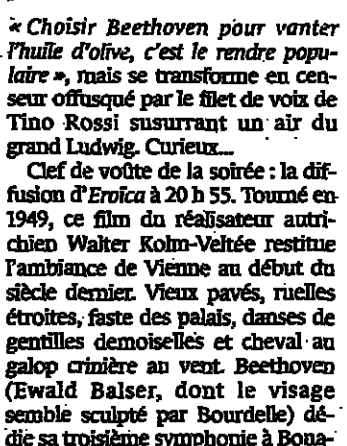 « Choisir Beethoven pour vanter
l'huile d'olive, c'est le rendre popu-
laire », mais se transforme en cen-
seur offusqué par le filet de voix de
Tino Rossi susurrant un air du
grand Ludwig. Curieux...
Clef de voûte de la soirée : la dif-
fusion d'Eroïca à 20 h 55. Tourné en
1949, ce film du réalisateur autri-
chien Walter Kolm-Veltée restitue
l'ambiance de Vienne au début du
siècle dernier. Vieux pavés, ruelles
étroites, faste des palais, danses de
gentilles demoiselles et cheval au
galop crinière au vent. Beethoven
(Ewald Balser, dont le visage
semble sculpté par Bourdelle) dé-
die sa troisième symphonie à Bona-